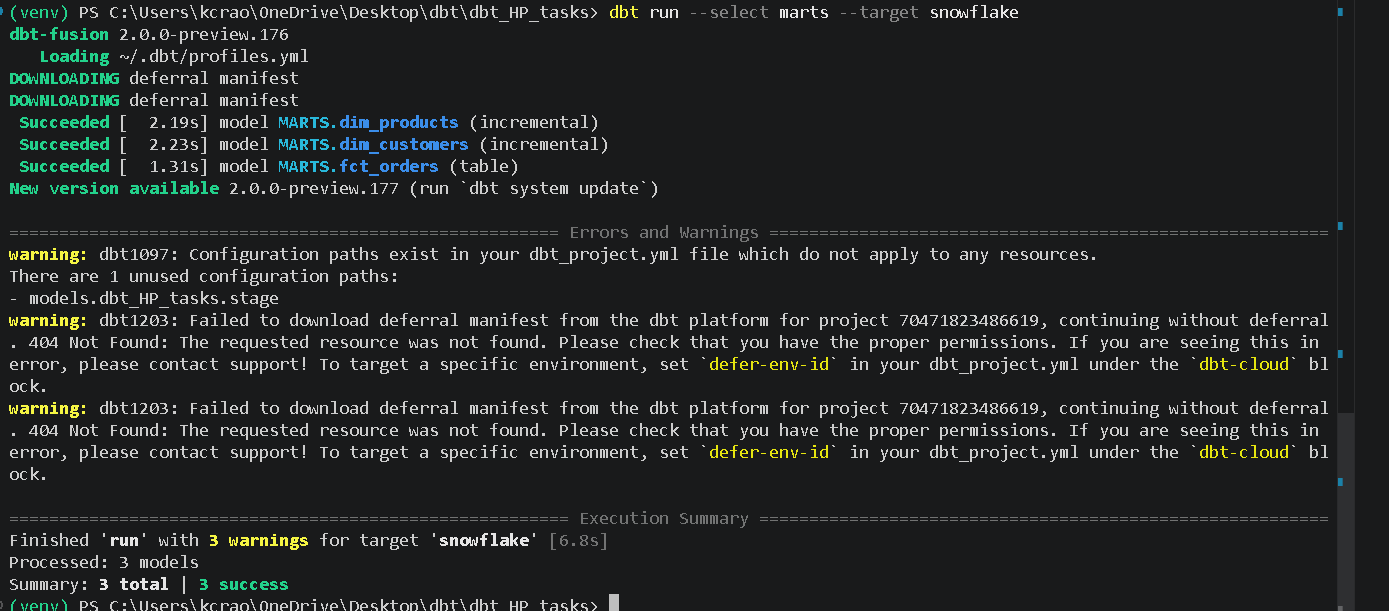 (venv) PS C:\Users\kcrao\OneDrive\Desktop\dbt\dbt_HP_tasks> dbt run --select marts --target snowflake
dbt-fusion 2.0.0-preview.176
   Loading ~/.dbt/profiles.yml
DOWNLOADING deferral manifest
DOWNLOADING deferral manifest
 Succeeded [  2.19s] model MARTS.dim_products (incremental)
 Succeeded [  2.23s] model MARTS.dim_customers (incremental)
 Succeeded [  1.31s] model MARTS.fct_orders (table)
New version available 2.0.0-preview.177 (run `dbt system update`)
======================================================= Errors and Warnings ========================================================
warning: dbt1097: Configuration paths exist in your dbt_project.yml file which do not apply to any resources.
There are 1 unused configuration paths:
- models.dbt_HP_tasks.stage
warning: dbt1203: Failed to download deferral manifest from the dbt platform for project 70471823486619, continuing without deferral
. 404 Not Found: The requested resource was not found. Please check that you have the proper permissions. If you are seeing this in
error, please contact support! To target a specific environment, set `defer-env-id` in your dbt_project.yml under the `dbt-cloud` bl
ock.
warning: dbt1203: Failed to download deferral manifest from the dbt platform for project 70471823486619, continuing without deferral
. 404 Not Found: The requested resource was not found. Please check that you have the proper permissions. If you are seeing this in
error, please contact support! To target a specific environment, set `defer-env-id` in your dbt_project.yml under the `dbt-cloud` bl
ock.
======================================================== Execution Summary =========================================================
Finished 'run' with 3 warnings for target 'snowflake' [6.8s]
Processed: 3 models
Summary: 3 total | 3 success
(venv) PS C:\Users\kcrao\OneDrive\Desktop\dbt\dbt_HP_tasks>